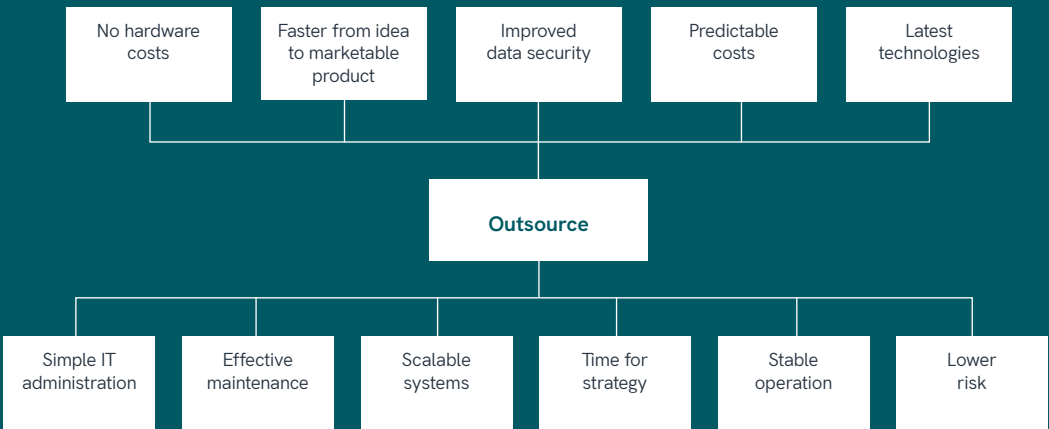 No hardware
costs
Faster from idea
to marketable
product
Improved
data security
Predictable
costs
Latest
technologies
Outsource
Simple IT
administration
Effective
maintenance
Scalable
systems
Time for
strategy
Stable
operation
Lower
risk